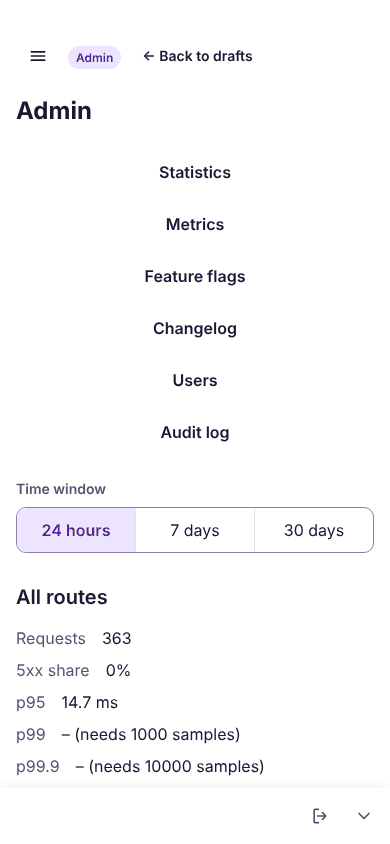 Admin
← Back to drafts
Admin
Statistics
Metrics
Feature flags
Changelog
Users
Audit log
Time window
24 hours 7 days 30 days
All routes
Requests 363
5xx share 0%
p95 14.7 ms
p99 – (needs 1000 samples)
p99.9 – (needs 10000 samples)